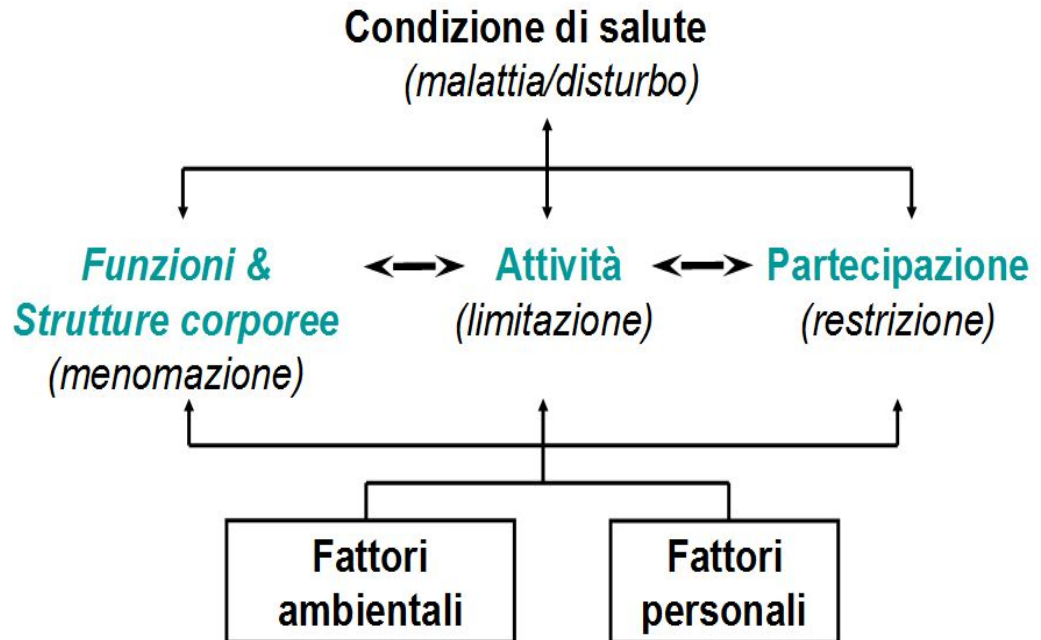 Condizione di salute
(malattia/disturbo)
Funzioni &
Strutture corporee
(menomazione)
Attività
(limitazione)
Partecipazione
(restrizione)
Fattori
ambientali
Fattori
personali